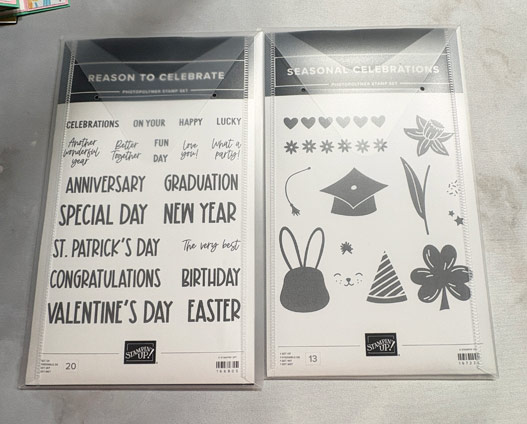 REASON TO CELEBRATE
PHOTOPOLYMER STAMP SET
CELEBRATIONS ON YOUR HAPPY LUCKY
Another wonderful year
Better Together
FUN DAY
Love you!
What a party!
ANNIVERSARY GRADUATION
SPECIAL DAY NEW YEAR
ST. PATRICK'S DAY The very best
CONGRATULATIONS BIRTHDAY
VALENTINE'S DAY EASTER
STAMPIN' UP!
20
SEASONAL CELEBRATIONS
PHOTOPOLYMER STAMP SET
STAMPIN' UP!
13